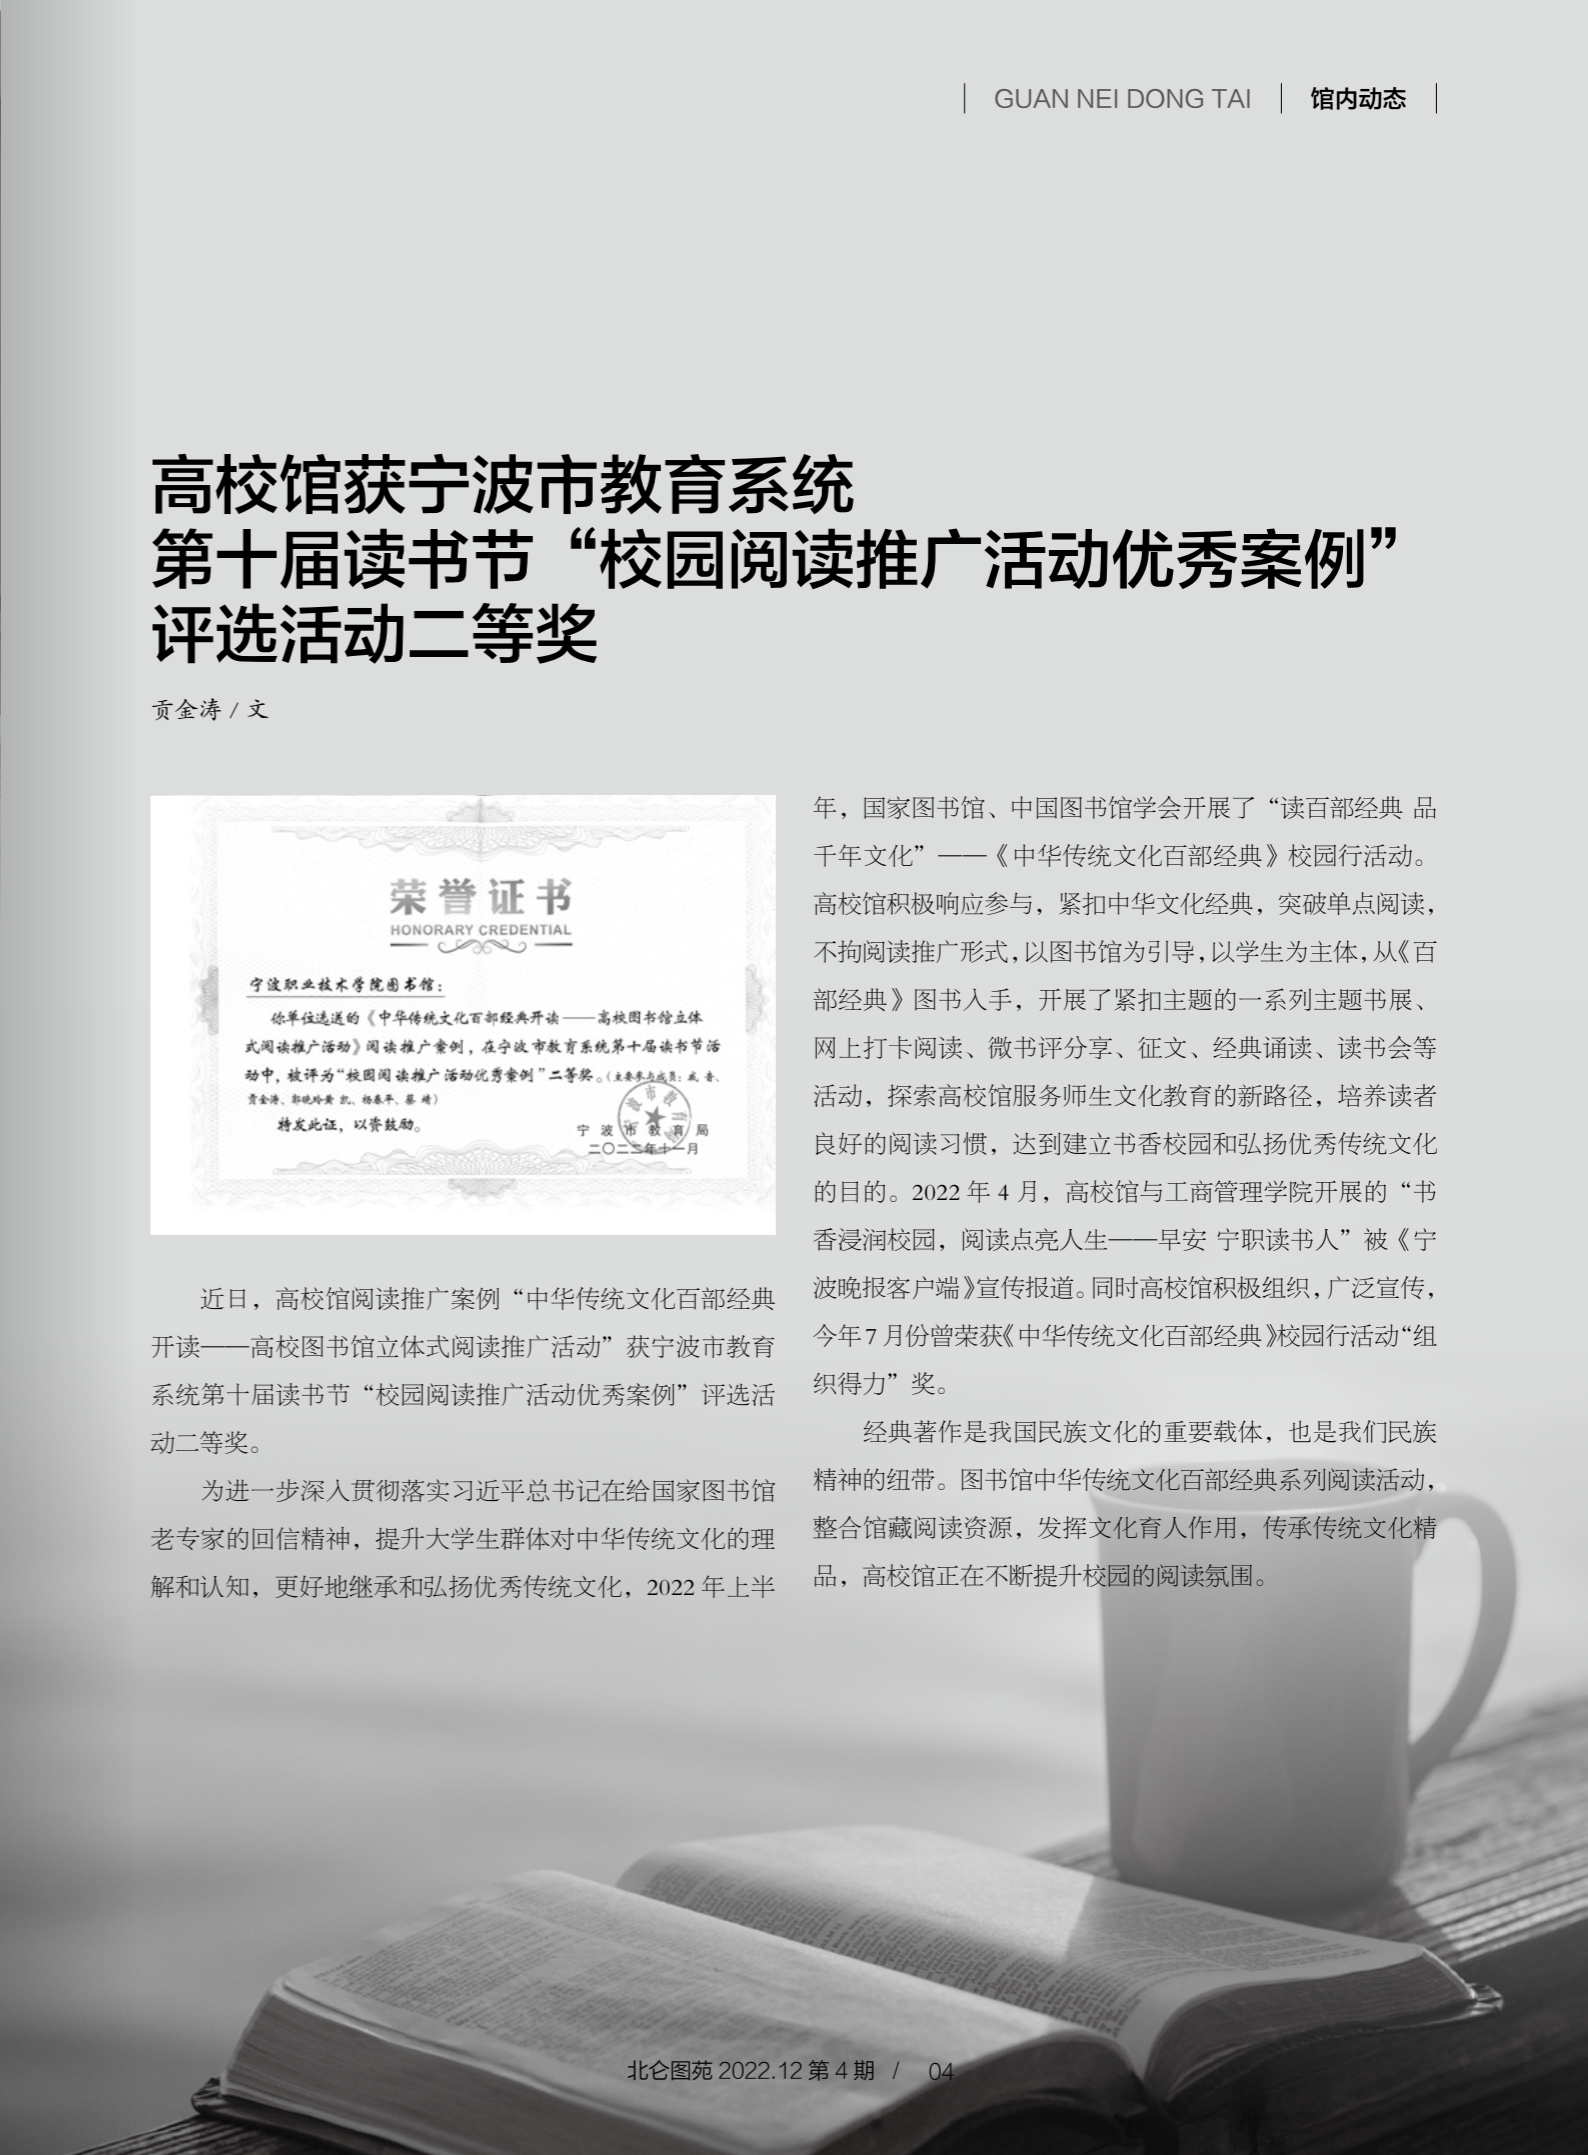 GUAN NEI DONG TAI
馆内动态
高校馆获宁波市教育系统
第十届读书节“校园阅读推广活动优秀案例”
评选活动二等奖
贡金涛 / 文
荣誉证书
HONORARY CREDENTIAL
宁波职业技术学院图书馆：
你单位选送的《中华传统文化百部经典开读——高校图书馆立体
式阅读推广活动》阅读推广案例，在宁波市教育系统第十届读书节活
动中，被评为“校园阅读推广活动优秀案例”二等奖。（主要参与成员：
贡金涛、
特发此证，以资鼓励。
宁波市教育局
二〇二二年十一月
近日，高校馆阅读推广案例“中华传统文化百部经典
开读——高校图书馆立体式阅读推广活动”获宁波市教育
系统第十届读书节“校园阅读推广活动优秀案例”评选活
动二等奖。
为进一步深入贯彻落实习近平总书记在给国家图书馆
老专家的回信精神，提升大学生群体对中华传统文化的理
解和认知，更好地继承和弘扬优秀传统文化，2022 年上半
年，国家图书馆、中国图书馆学会开展了“读百部经典 品
千年文化”——《中华传统文化百部经典》校园行活动。
高校馆积极响应参与，紧扣中华文化经典，突破单点阅读，
不拘阅读推广形式，以图书馆为引导，以学生为主体，从《百
部经典》图书入手，开展了紧扣主题的一系列主题书展、
网上打卡阅读、微书评分享、征文、经典诵读、读书会等
活动，探索高校馆服务师生文化教育的新路径，培养读者
良好的阅读习惯，达到建立书香校园和弘扬优秀传统文化
的目的。2022 年 4 月，高校馆与工商管理学院开展的“书
香浸润校园，阅读点亮人生——早安 宁职读书人”被《宁
波晚报客户端》宣传报道。同时高校馆积极组织，广泛宣传，
今年 7 月份曾荣获《中华传统文化百部经典》校园行活动“组
织得力”奖。
经典著作是我国民族文化的重要载体，也是我们民族
精神的纽带。图书馆中华传统文化百部经典系列阅读活动，
整合馆藏阅读资源，发挥文化育人作用，传承传统文化精
品，高校馆正在不断提升校园的阅读氛围。
北仑图苑 2022.12 第 4 期 / 04